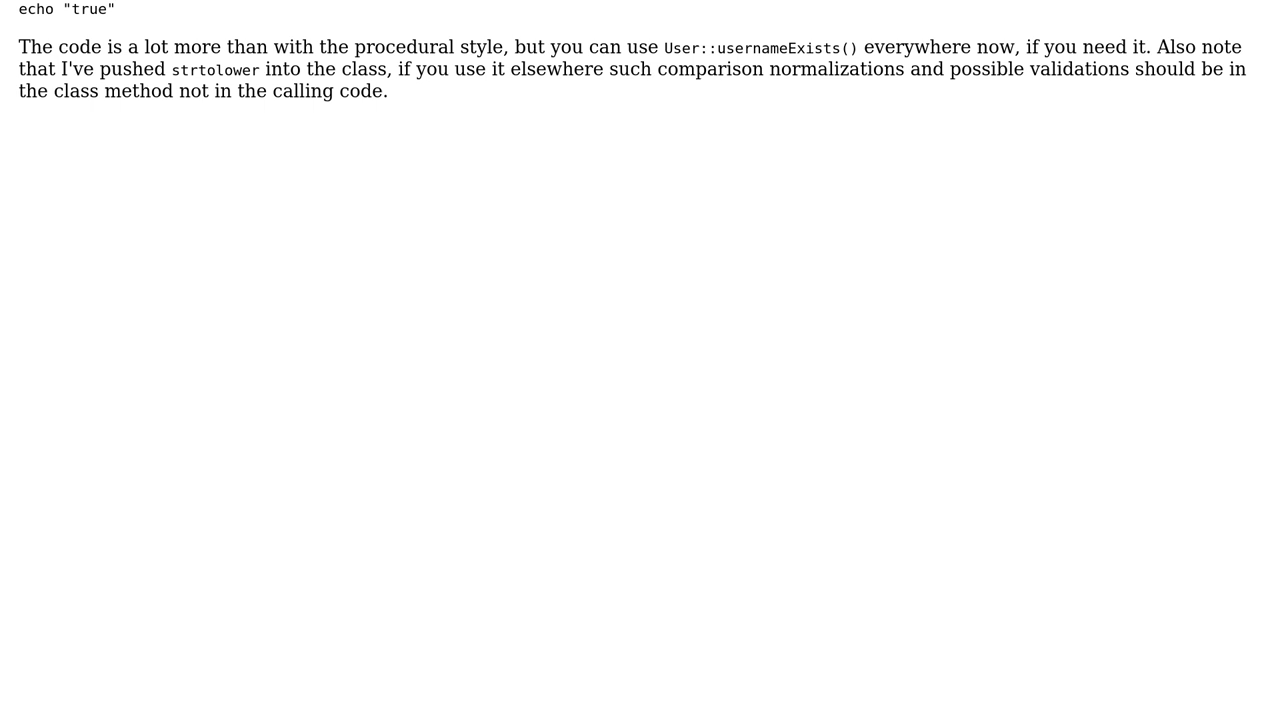 echo "true"
The code is a lot more than with the procedural style, but you can use User::usernameExists() everywhere now, if you need it. Also note
that I've pushed strtolower into the class, if you use it elsewhere such comparison normalizations and possible validations should be in
the class method not in the calling code.